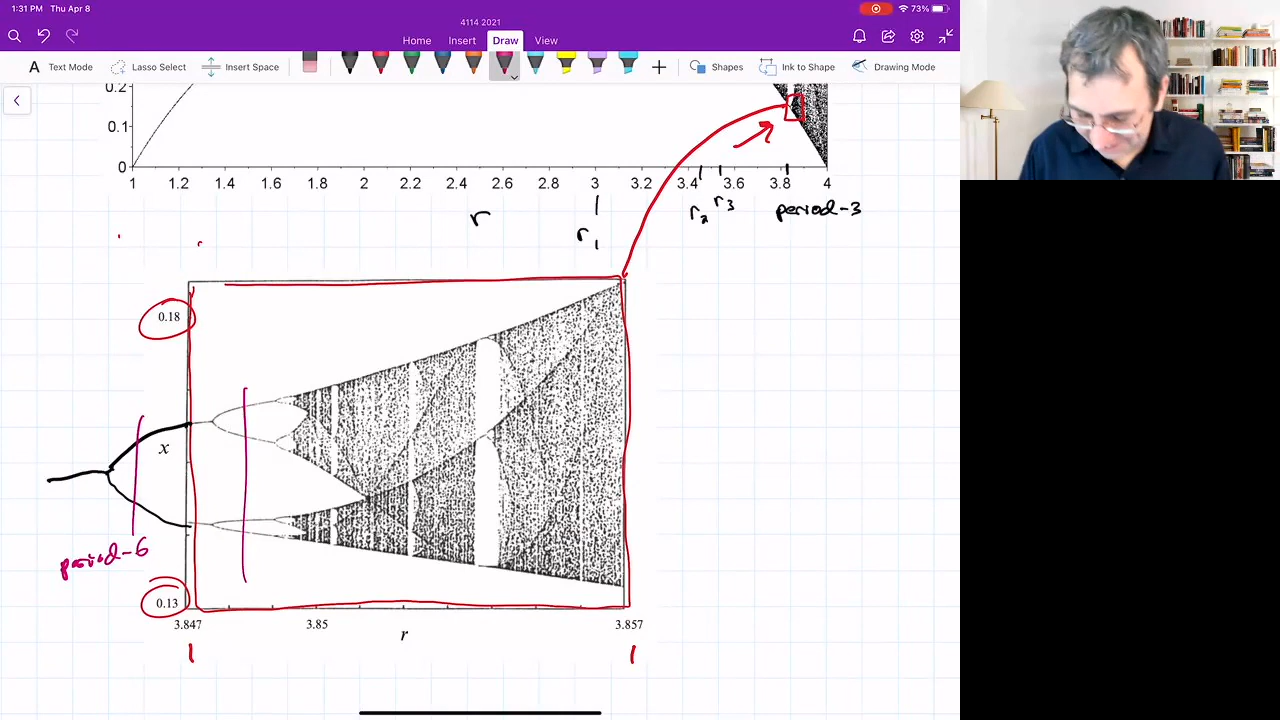 1:31 PM Thu Apr 8
73%
4114 2021
Home Insert Draw View
Text Mode Lasso Select Insert Space Shapes Ink to Shape Drawing Mode
0.2
0.1
0
1 1.2 1.4 1.6 1.8 2 2.2 2.4 2.6 2.8 3 3.2 3.4 3.6 3.8 4
r r₁ r₂ r₃ period-3
0.18
x
period-6
0.13
3.847 3.85 3.857
r